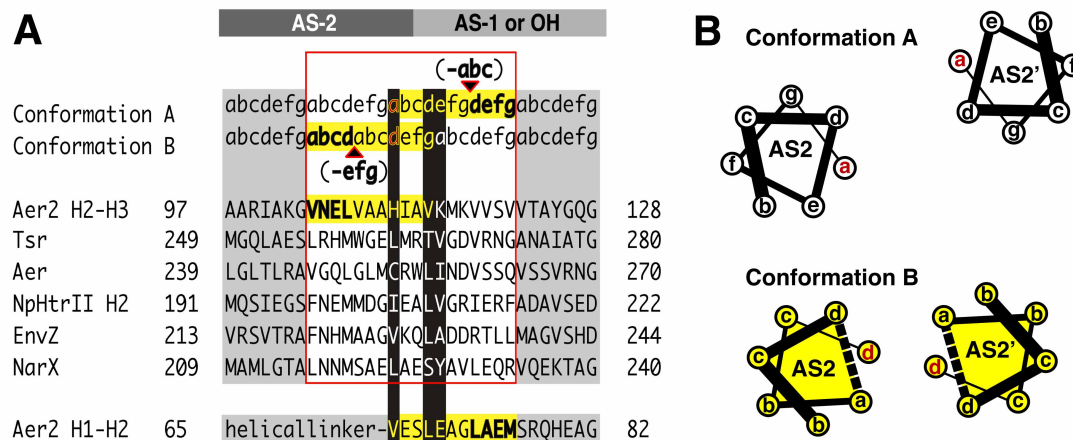 A
AS-2 AS-1 or OH
(-abc)
Conformation A abcdefgabcdefgabcdefgdefgabcdefg
Conformation B abcdefgabcdabcdefgabcdefgabcdefg
(-efg)
Aer2 H2-H3 97 AARIAKGVNELVAAHIAVKMKVVSVVTAYGQG 128
Tsr 249 MGQLAESLRHMWGELMRTVGDVRNGANAIATG 280
Aer 239 LGLTLRAVGQLGLMCRWLINDVSSQVSSVRNG 270
NpHtrII H2 191 MQSIEGSFNEMMDGIEALVGRIERFADAVSED 222
EnvZ 213 VRSVTRAFNHMAAGVKQLADDRTLLMAGVSHD 244
NarX 209 MAMLGTALNNMSAELAESYAVLEQRVQEKTAG 240
Aer2 H1-H2 65 helicallinker-VESLEAGLAEMSRQHEAG 82
B
Conformation A
e b
a AS2' f
d c
g
g
c d
AS2
f a
b e
Conformation B
c d
c AS2 d
b a
b
b
a b
d AS2' c
d c